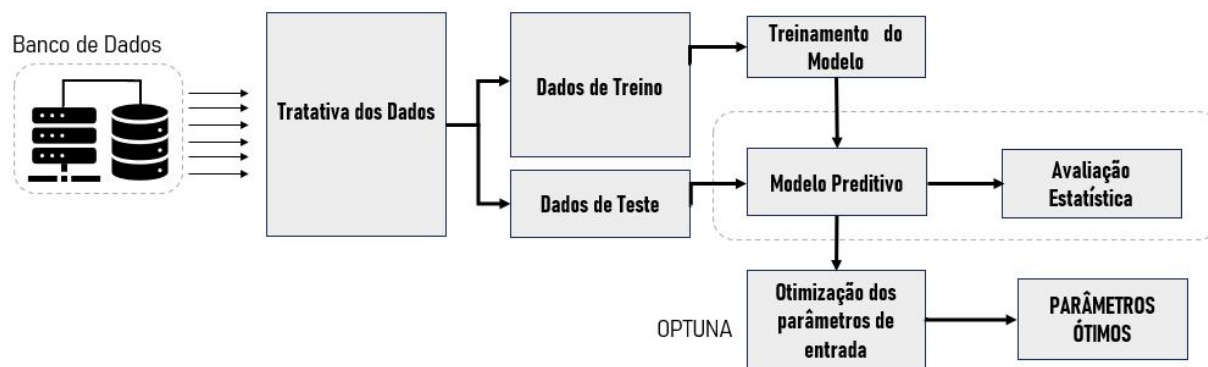 Banco de Dados
Tratativa dos Dados
Dados de Treino
Dados de Teste
Treinamento do
Modelo
Modelo Preditivo
Avaliação
Estatística
OPTUNA
Otimização dos
parâmetros de
entrada
PARÂMETROS
ÓTIMOS